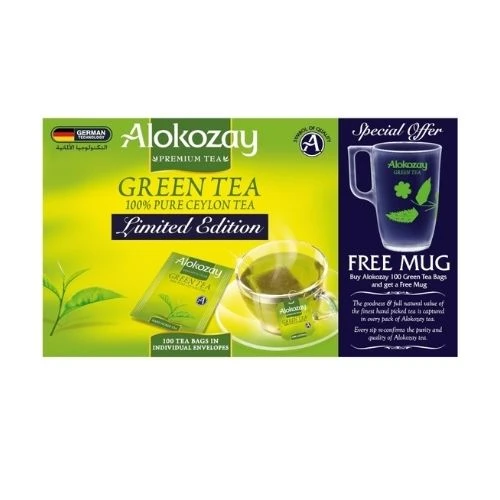 GERMAN
TECHNOLOGY
التكنولوجيا الألمانية
Alokozay
PREMIUM TEA
SYMBOL OF QUALITY
A
GREEN TEA
100% PURE CEYLON TEA
Limited Edition
Alokozay
GREEN TEA
100 TEA BAGS IN
INDIVIDUAL ENVELOPES
Special Offer
Alokozay
GREEN TEA
FREE MUG
Buy Alokozay 100 Green Tea Bags
and get a Free Mug
The goodness & full natural value of
the finest hand picked tea is captured
in every pack of Alokozay tea.
Every sip re-confirms the purity and
quality of Alokozay tea.